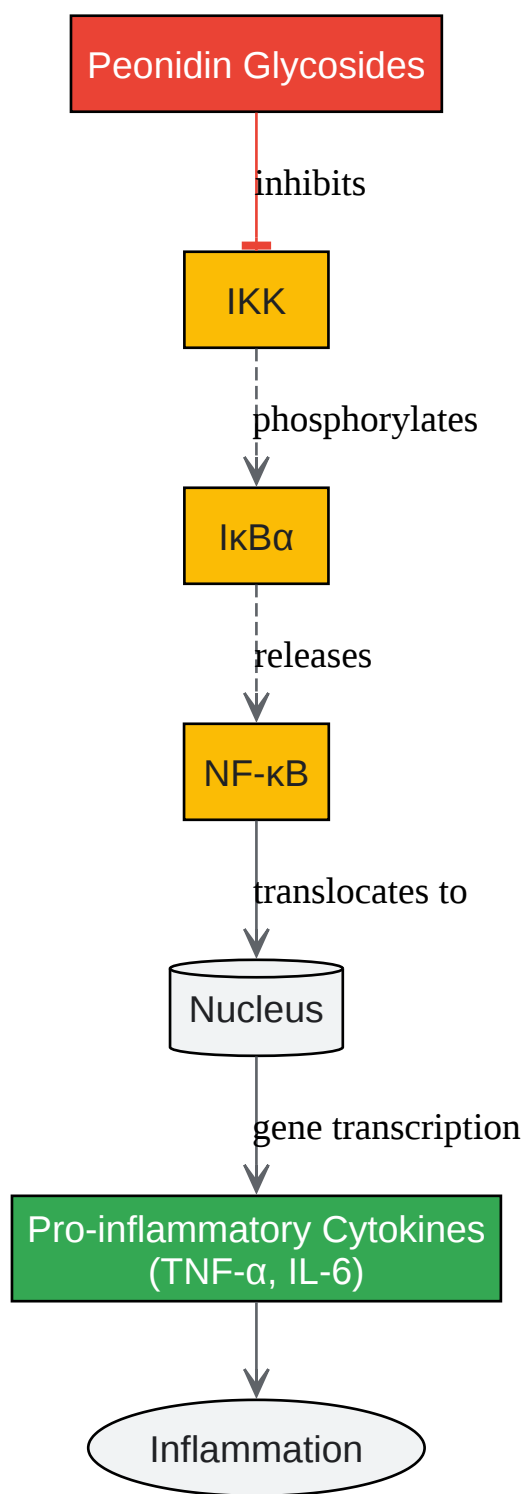 Peonidin Glycosides
inhibits
IKK
phosphorylates
IκBα
releases
NF-κB
translocates to
Nucleus
gene transcription
Pro-inflammatory Cytokines
(TNF-α, IL-6)
Inflammation